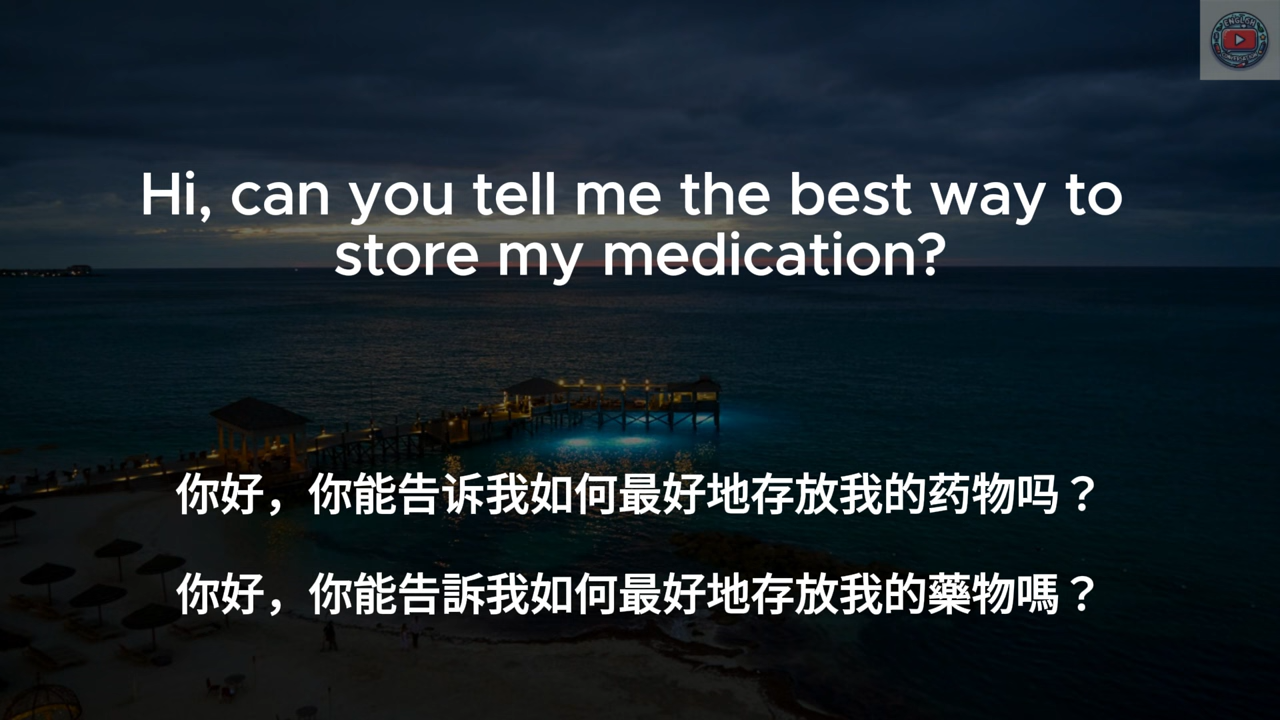 ENGLISH
CONVERSATION
Hi, can you tell me the best way to
store my medication?
你好，你能告诉我如何最好地存放我的药物吗？
你好，你能告訴我如何最好地存放我的藥物嗎？